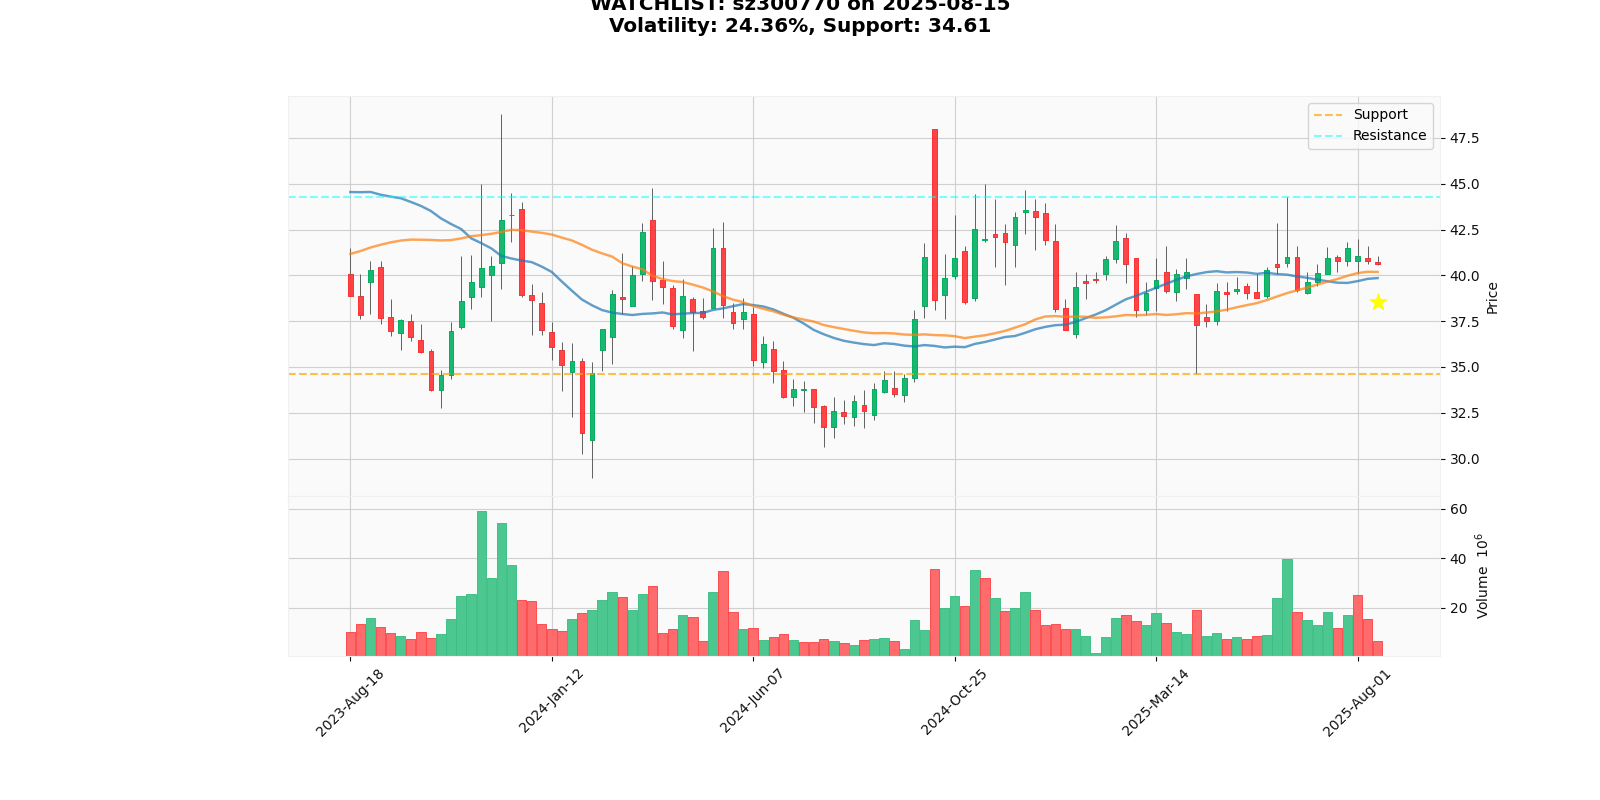 WATCHLIST: sz300770 on 2025-08-15
Volatility: 24.36%, Support: 34.61
Support
Resistance
47.5
45.0
42.5
40.0
37.5
35.0
32.5
30.0
Price
60
40
20
Volume 10^6
2023-Aug-18
2024-Jan-12
2024-Jun-07
2024-Oct-25
2025-Mar-14
2025-Aug-01